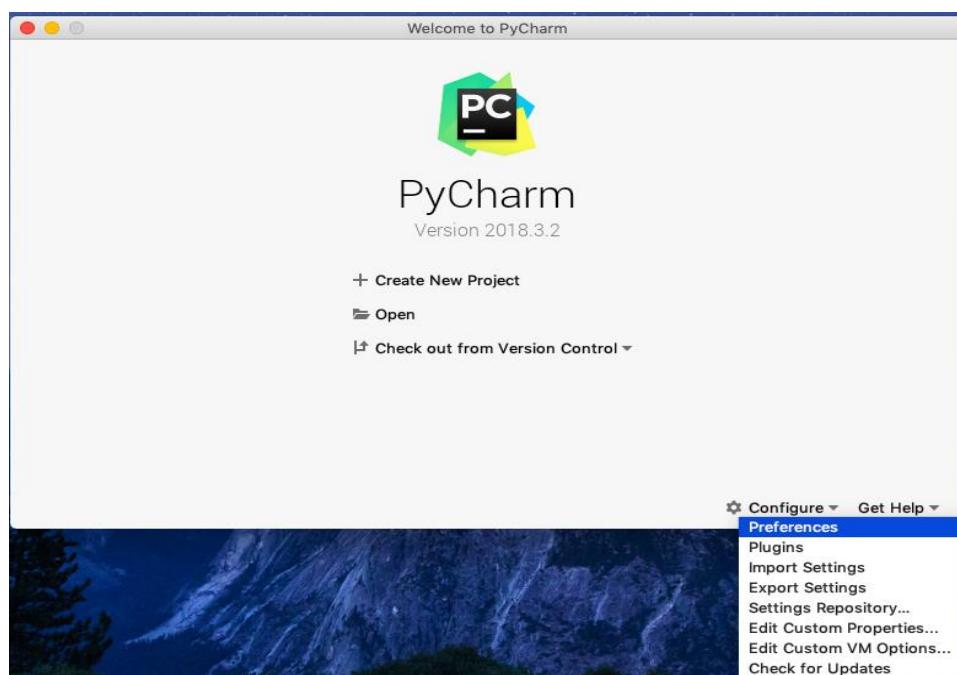 Welcome to PyCharm
PC
PyCharm
Version 2018.3.2
Create New Project
Open
Check out from Version Control
Configure Get Help
Preferences
Plugins
Import Settings
Export Settings
Settings Repository...
Edit Custom Properties...
Edit Custom VM Options...
Check for Updates